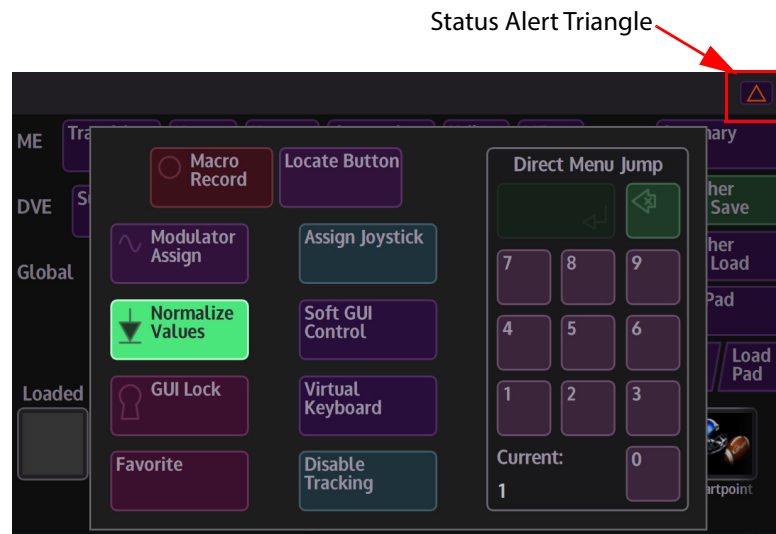 Status Alert Triangle
ME
Macro
Record
Locate Button
Direct Menu Jump
DVE
Save
Modulator
Assign
Assign Joystick
7
8
9
Global
Load
Normalize
Values
Soft GUI
Control
4
5
6
Pad
Load
Pad
Loaded
GUI Lock
Virtual
Keyboard
1
2
3
Favorite
Disable
Tracking
Current:
1
0